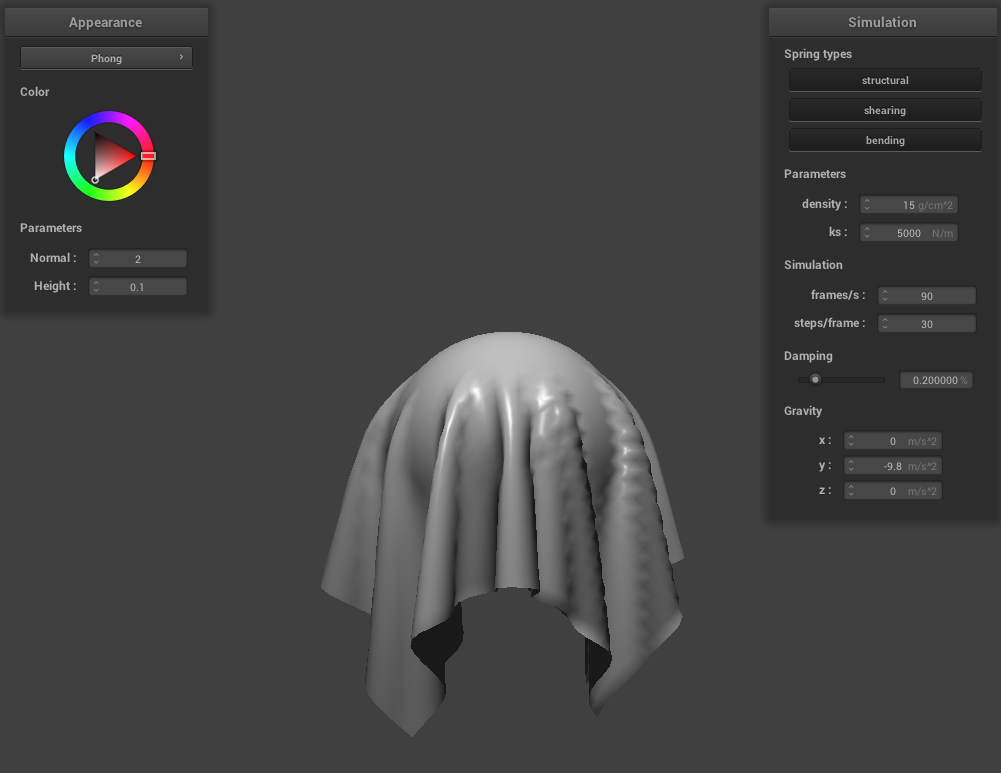 Appearance
Phong
Color
Parameters
Normal : 2
Height : 0.1
Simulation
Spring types
structural
shearing
bending
Parameters
density : 15 g/cm^2
ks : 5000 N/m
Simulation
frames/s : 90
steps/frame : 30
Damping
0.200000 %
Gravity
x : 0 m/s^2
y : -9.8 m/s^2
z : 0 m/s^2